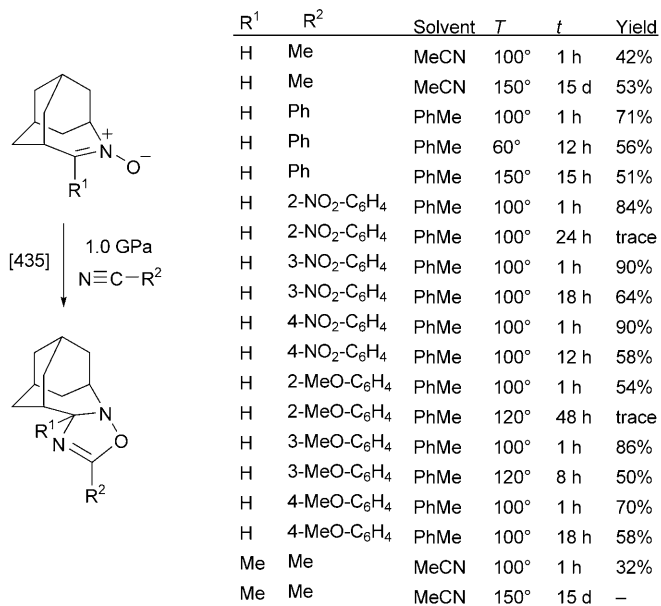 R¹ R² Solvent T t Yield
H Me MeCN 100° 1 h 42%
H Me MeCN 150° 15 d 53%
H Ph PhMe 100° 1 h 71%
H Ph PhMe 60° 12 h 56%
H Ph PhMe 150° 15 h 51%
H 2-NO₂-C₆H₄ PhMe 100° 1 h 84%
H 2-NO₂-C₆H₄ PhMe 100° 24 h trace
H 3-NO₂-C₆H₄ PhMe 100° 1 h 90%
H 3-NO₂-C₆H₄ PhMe 100° 18 h 64%
H 4-NO₂-C₆H₄ PhMe 100° 1 h 90%
H 4-NO₂-C₆H₄ PhMe 100° 12 h 58%
H 2-MeO-C₆H₄ PhMe 100° 1 h 54%
H 2-MeO-C₆H₄ PhMe 120° 48 h trace
H 3-MeO-C₆H₄ PhMe 100° 1 h 86%
H 3-MeO-C₆H₄ PhMe 120° 8 h 50%
H 4-MeO-C₆H₄ PhMe 100° 1 h 70%
H 4-MeO-C₆H₄ PhMe 100° 18 h 58%
Me Me MeCN 100° 1 h 32%
Me Me MeCN 150° 15 d –
N⁺
O⁻
R¹
1.0 GPa
[435]
N≡C–R²
N
R¹
N
O
R²